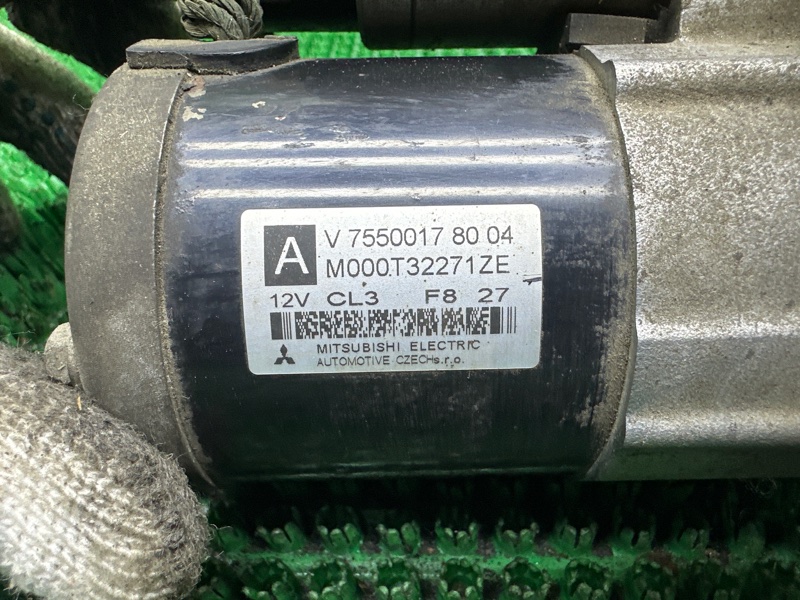 A
V 7550017 80 04
M000T32271ZE
12V CL3 F8 27
MITSUBISHI ELECTRIC
AUTOMOTIVE CZECH s.r.o.